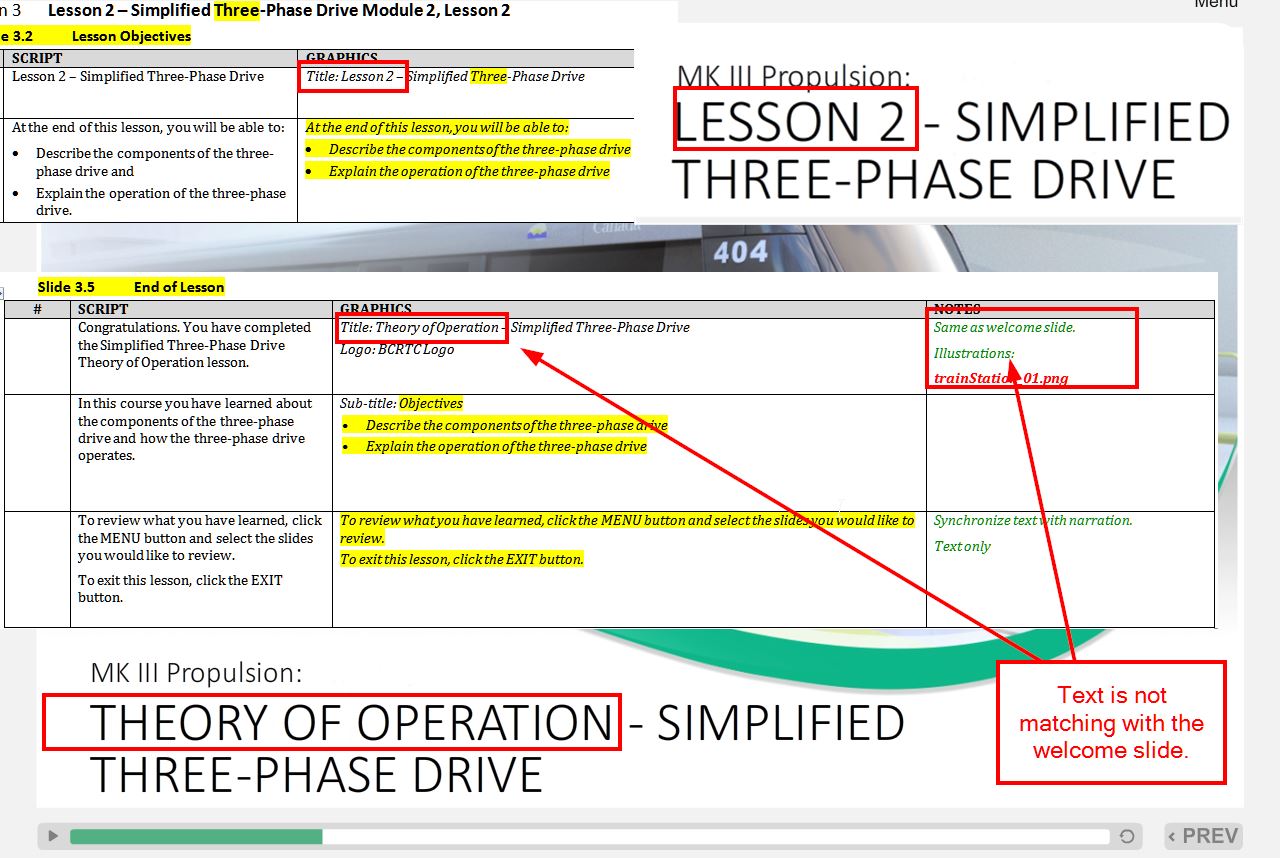 n 3 Lesson 2 – Simplified Three-Phase Drive Module 2, Lesson 2
Menu
e 3.2 Lesson Objectives
SCRIPT GRAPHICS
Lesson 2 – Simplified Three-Phase Drive
Title: Lesson 2 – Simplified Three-Phase Drive
At the end of this lesson, you will be able to:
• Describe the components of the three-
phase drive and
• Explain the operation of the three-phase
drive.
At the end of this lesson, you will be able to:
• Describe the components of the three-phase drive
• Explain the operation of the three-phase drive
MK III Propulsion:
LESSON 2 - SIMPLIFIED
THREE-PHASE DRIVE
Canada
404
Slide 3.5 End of Lesson
# SCRIPT GRAPHICS NOTES
Congratulations. You have completed
the Simplified Three-Phase Drive
Theory of Operation lesson.
Title: Theory of Operation - Simplified Three-Phase Drive
Logo: BCRTC Logo
Same as welcome slide.
Illustrations:
trainStation_01.png
In this course you have learned about
the components of the three-phase
drive and how the three-phase drive
operates.
Sub-title: Objectives
• Describe the components of the three-phase drive
• Explain the operation of the three-phase drive
To review what you have learned, click
the MENU button and select the slides
you would like to review.
To exit this lesson, click the EXIT
button.
To review what you have learned, click the MENU button and select the slides you would like to
review.
To exit this lesson, click the EXIT button.
Synchronize text with narration.
Text only
MK III Propulsion:
THEORY OF OPERATION - SIMPLIFIED
THREE-PHASE DRIVE
Text is not
matching with the
welcome slide.
‹ PREV